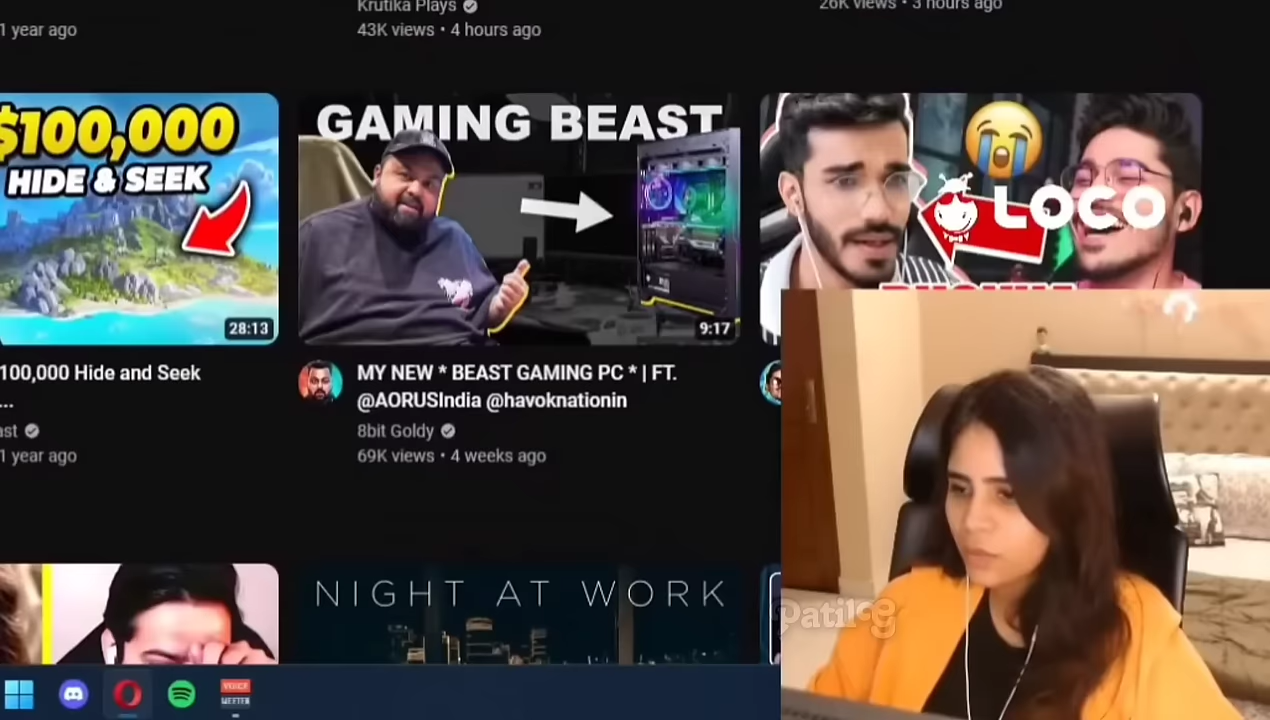 Krutika Plays
1 year ago
43K views • 4 hours ago
26K views • 3 hours ago
$100,000
HIDE & SEEK
28:13
GAMING BEAST
9:17
LOCO
100,000 Hide and Seek
...
ast
1 year ago
MY NEW * BEAST GAMING PC * | FT.
@AORUSIndia @havoknationin
8bit Goldy
69K views • 4 weeks ago
NIGHT AT WORK
Patilog
VOICE